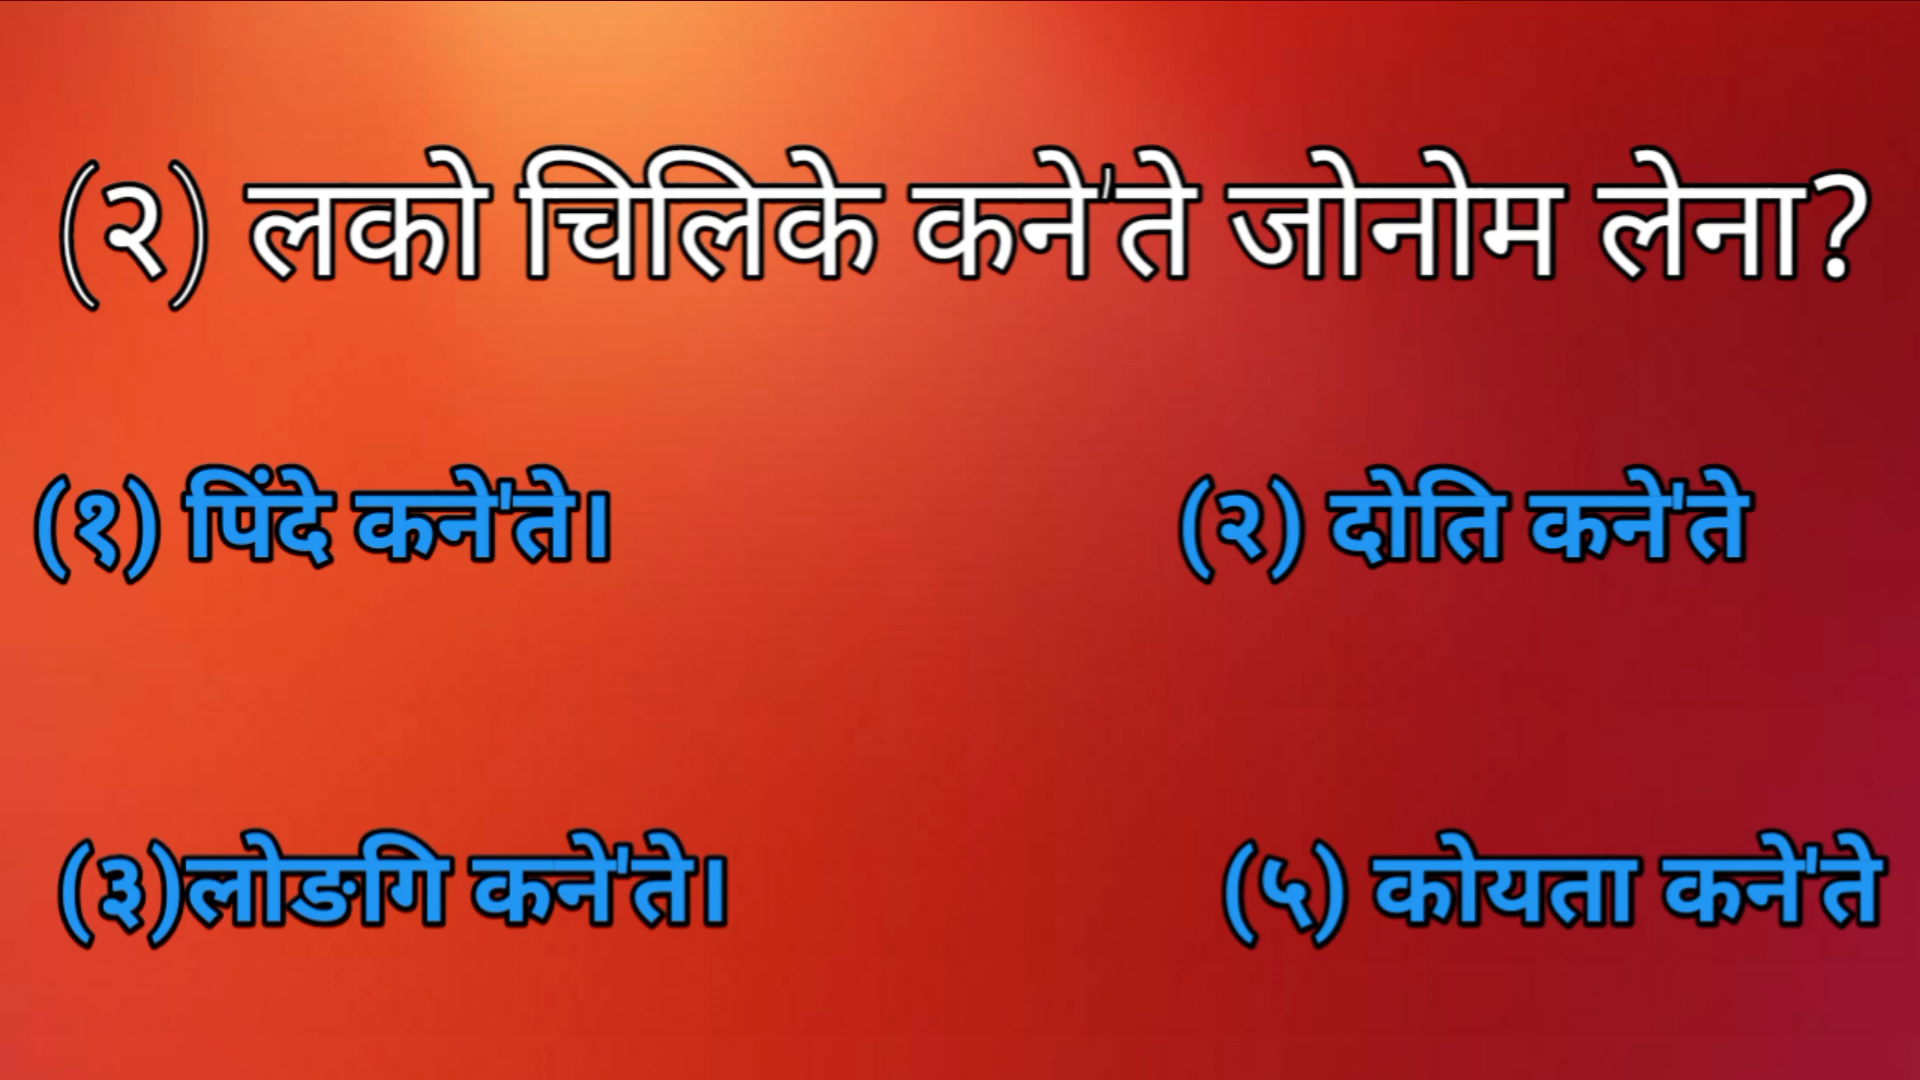 (२) लको चिलिके कने'ते जोनोम लेना?
(१) पिंदे कने'ते।
(२) दोति कने'ते
(३)लोङगि कने'ते।
(५) कोयता कने'ते